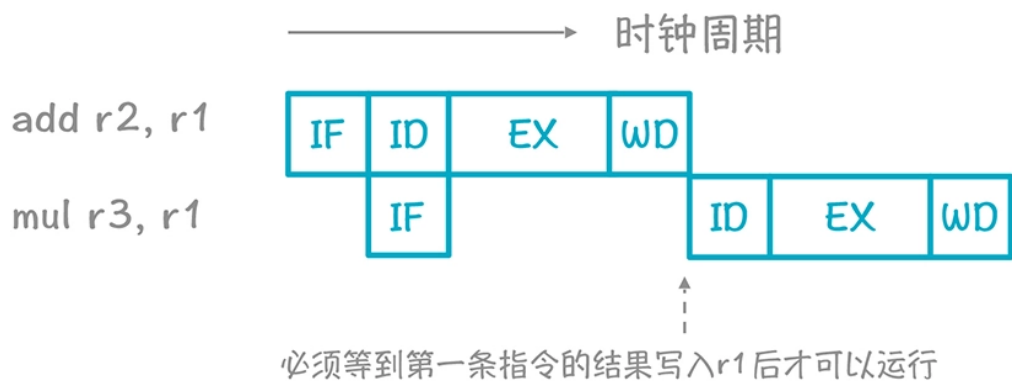 时钟周期
add r2, r1 IF ID EX WD
mul r3, r1 IF ID EX WD
必须等到第一条指令的结果写入r1后才可以运行